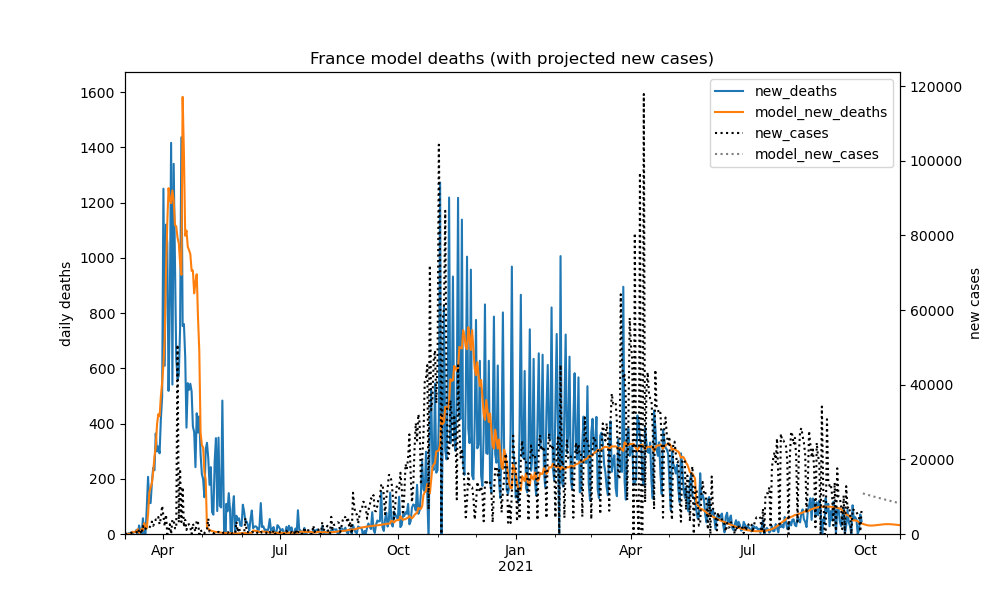 France model deaths (with projected new cases)
new_deaths
model_new_deaths
new_cases
model_new_cases
daily deaths
1600
1400
1200
1000
800
600
400
200
0
120000
100000
80000
60000
40000
20000
0
new cases
Apr Jul Oct Jan Apr Jul Oct
2021